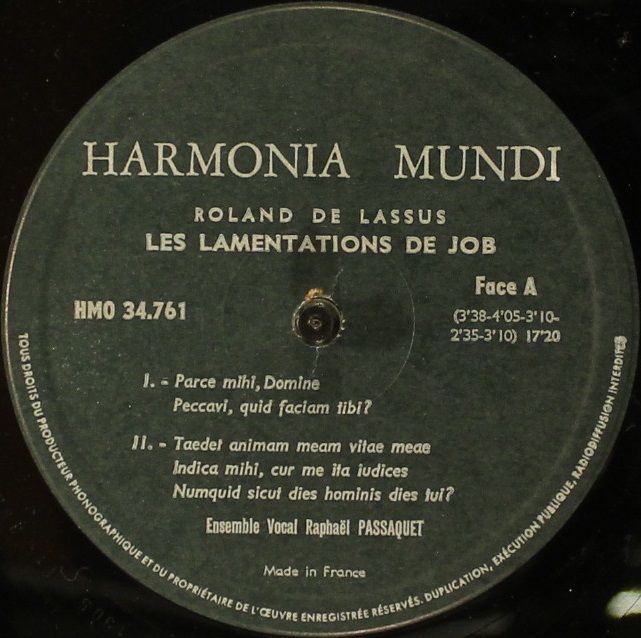 HARMONIA MUNDI
ROLAND DE LASSUS
LES LAMENTATIONS DE JOB
HMO 34.761
Face A
(3'38-4'05-3'10-
2'35-3'10) 17'20
I. - Parce mihi, Domine
Peccavi, quid faciam tibi?
II. - Taedet animam meam vitae meae
Indica mihi, cur me ita iudices
Numquid sicut dies hominis dies tui?
Ensemble Vocal Raphaël PASSAQUET
Made in France
TOUS DROITS DU PRODUCTEUR PHONOGRAPHIQUE ET DU PROPRIÉTAIRE DE L'ŒUVRE ENREGISTRÉE RÉSERVÉS. DUPLICATION, EXÉCUTION PUBLIQUE, RADIODIFFUSION INTERDITES